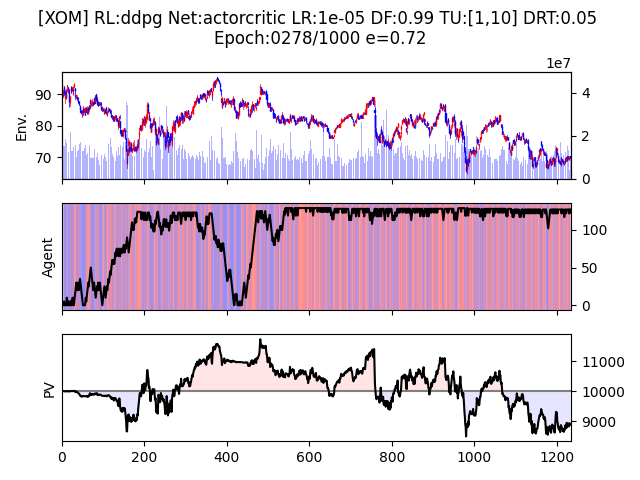 [XOM] RL:ddpg Net:actorcritic LR:1e-05 DF:0.99 TU:[1,10] DRT:0.05
Epoch:0278/1000 e=0.72
1e7
Env.
90
80
70
4
2
0
Agent
100
50
0
PV
11000
10000
9000
0 200 400 600 800 1000 1200